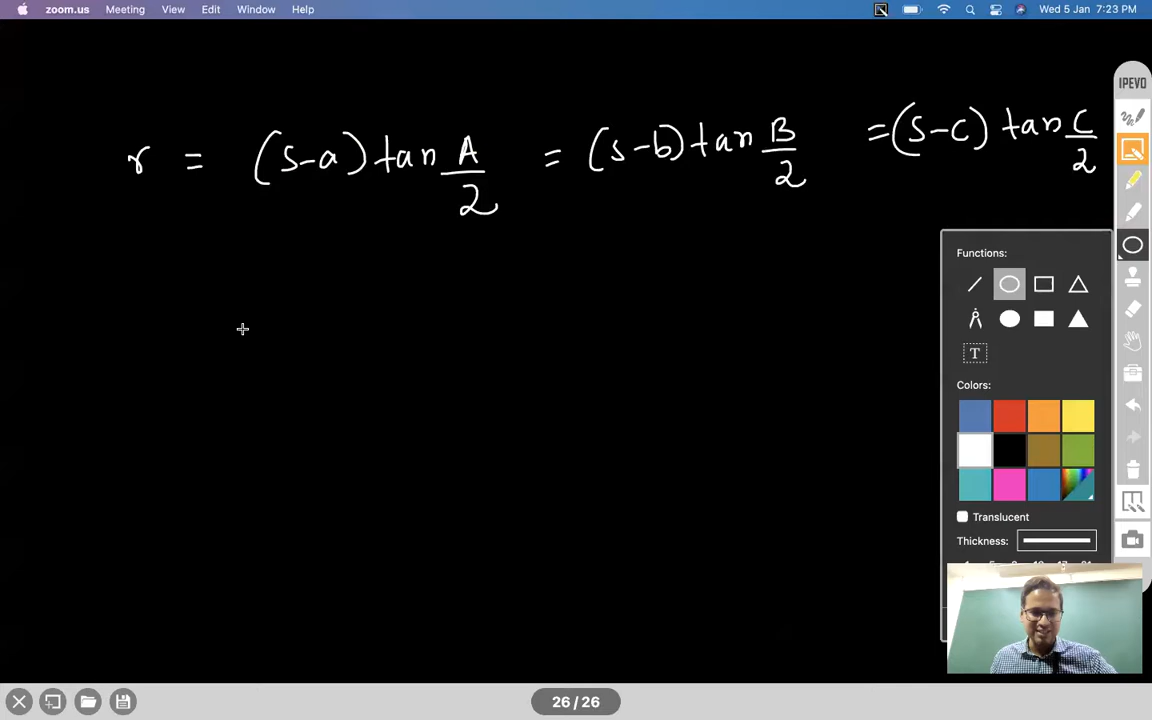 zoom.us Meeting View Edit Window Help Wed 5 Jan 7:23 PM
IPEVO
r = (s-a) tan A/2 = (s-b) tan B/2 = (s-c) tan C/2
Functions:
T
Colors:
Translucent
Thickness:
26 / 26